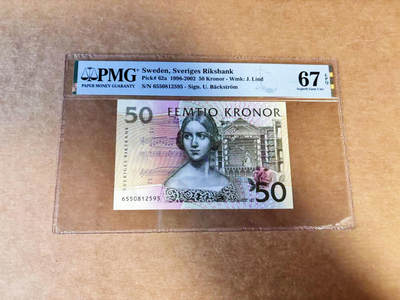 PMG
PAPER MONEY GUARANTY
Sweden, Sveriges Riksbank
Pick# 62a 1996-2002 50 Kronor - Wmk: J. Lind
S/N 6550812595 - Sign. U. Bäckström
67 EPQ
Superb Gem Unc
50
FEMTIO KRONOR
SVERIGES RIKSBANK
6550812595
50